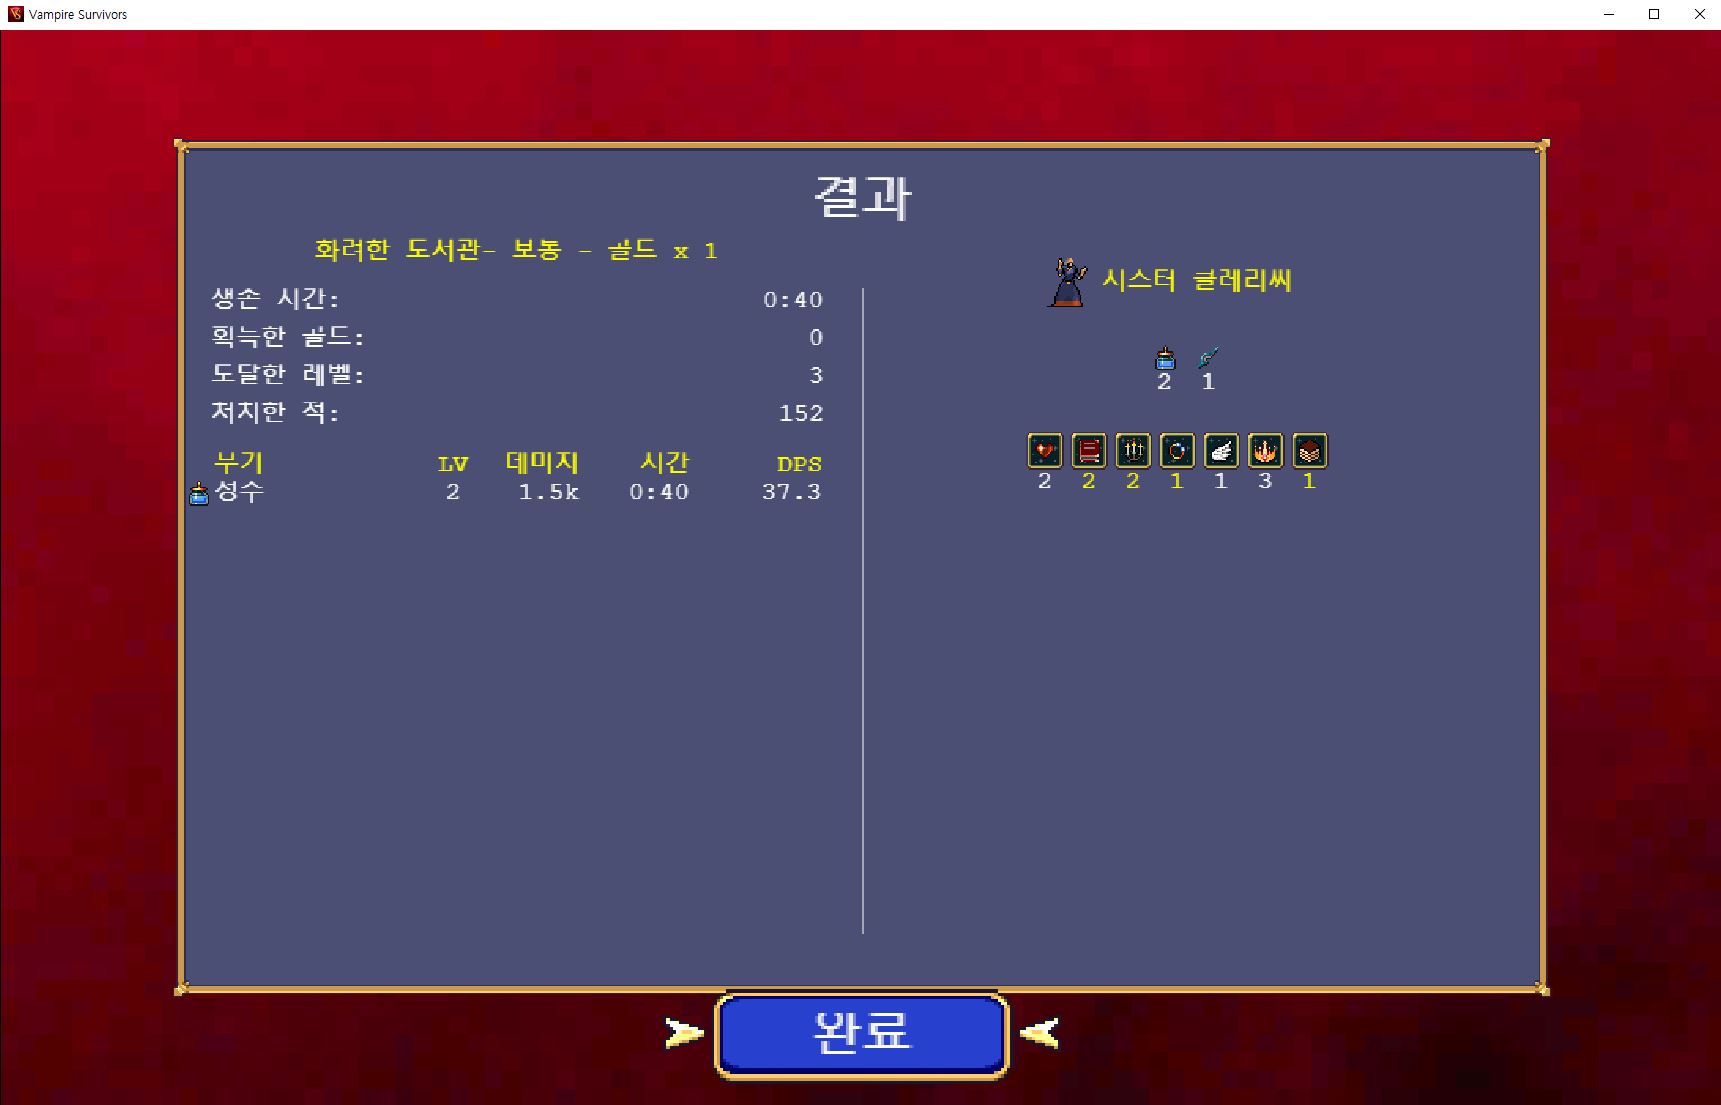 Vampire Survivors
결과
화려한 도서관- 보통 - 골드 x 1
생존 시간: 0:40
획득한 골드: 0
도달한 레벨: 3
처치한 적: 152
무기 LV 데미지 시간 DPS
성수 2 1.5k 0:40 37.3
시스터 클레리씨
2 1
2 2 2 1 1 3 1
완료